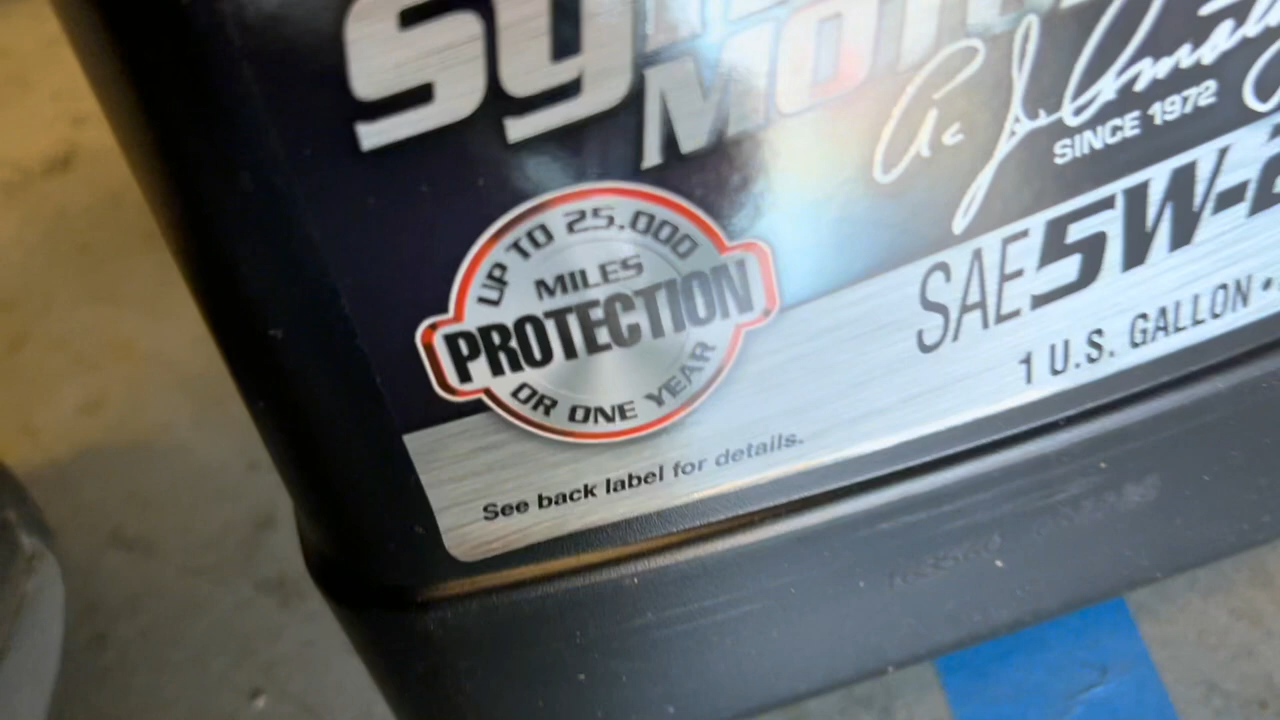 SINCE 1972
UP TO 25,000
MILES
PROTECTION
OR ONE YEAR
SAE 5W-
1 U.S. GALLON •
See back label for details.